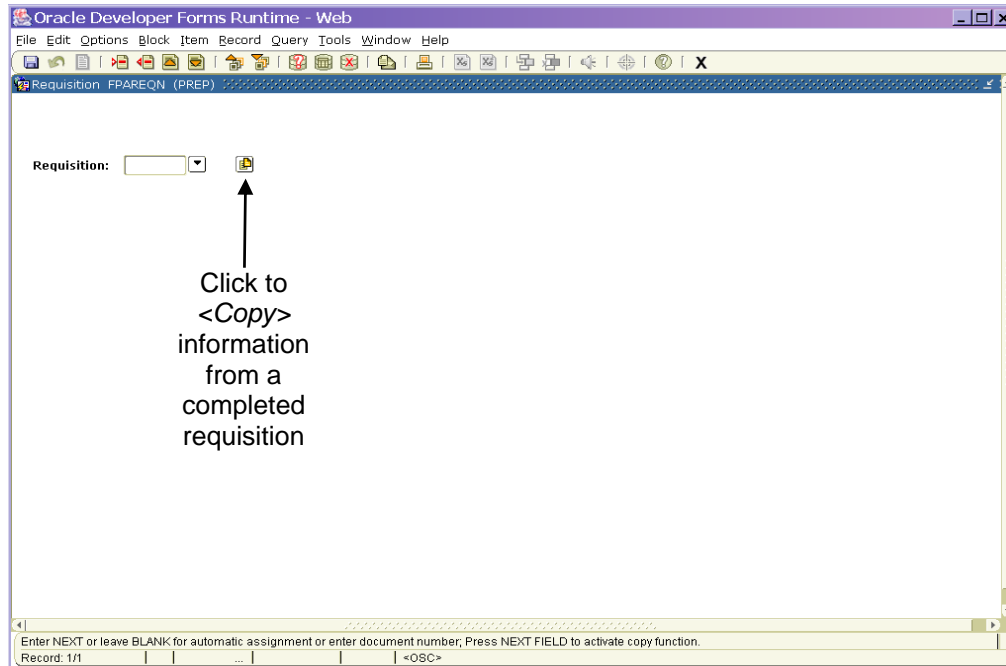 Oracle Developer Forms Runtime - Web
File Edit Options Block Item Record Query Tools Window Help
X
Requisition FPAREQN (PREP)
Requisition:
Click to
<Copy>
information
from a
completed
requisition
Enter NEXT or leave BLANK for automatic assignment or enter document number; Press NEXT FIELD to activate copy function.
Record: 1/1 ... <OSC>